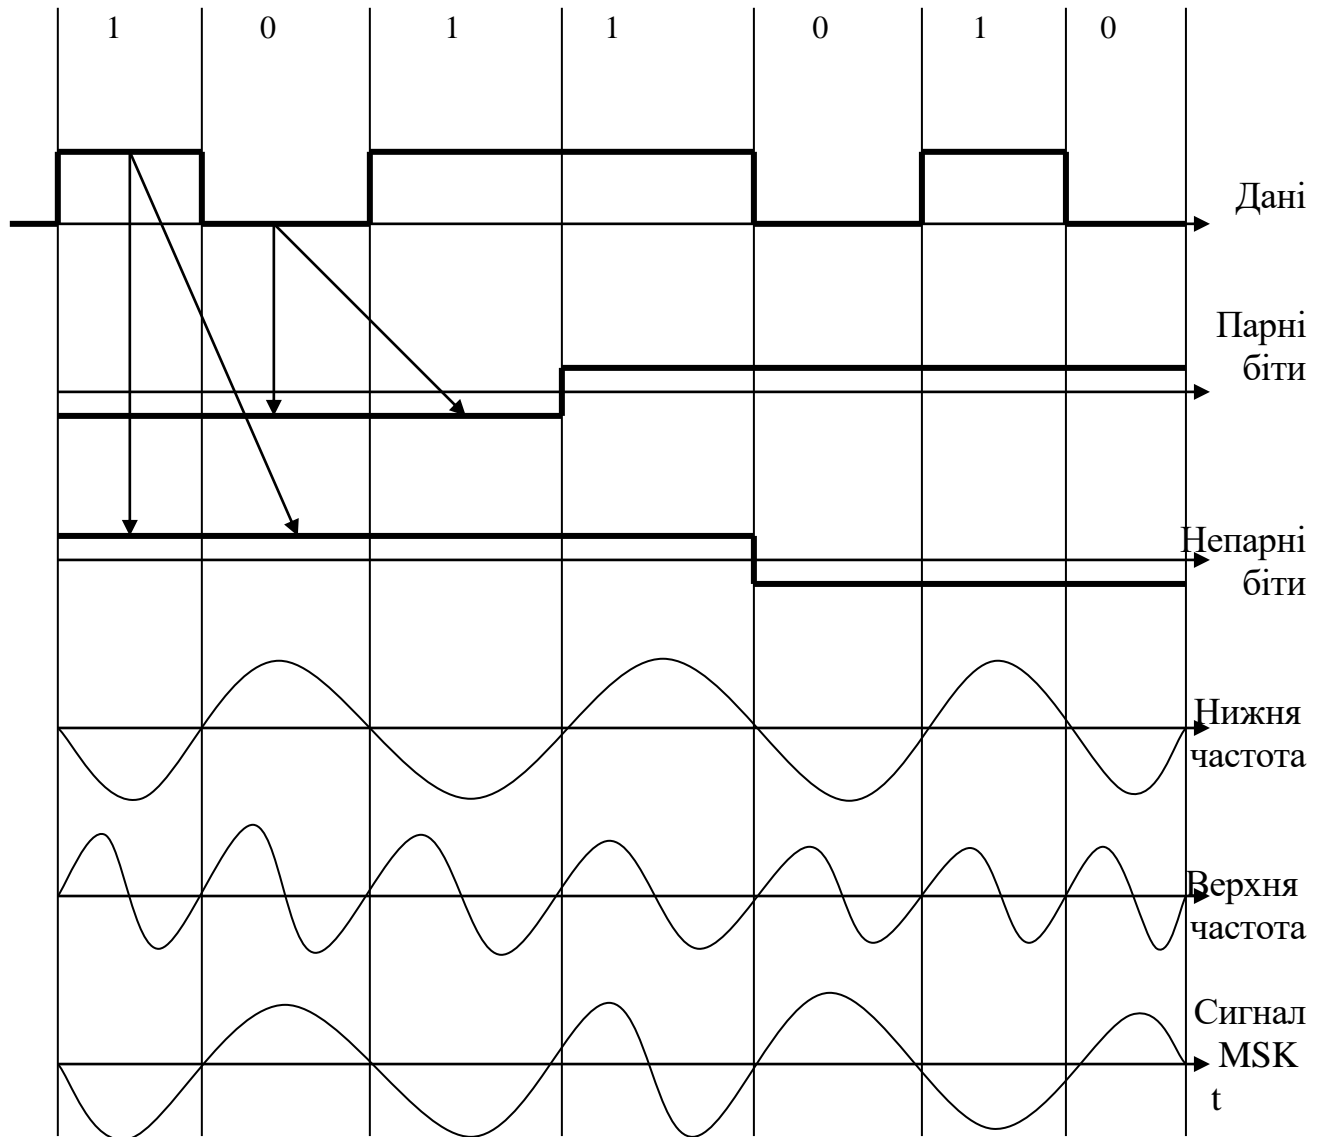 1 0 1 1 0 1 0
Дані
Парні
біти
Непарні
біти
Нижня
частота
Верхня
частота
Сигнал
MSK
t